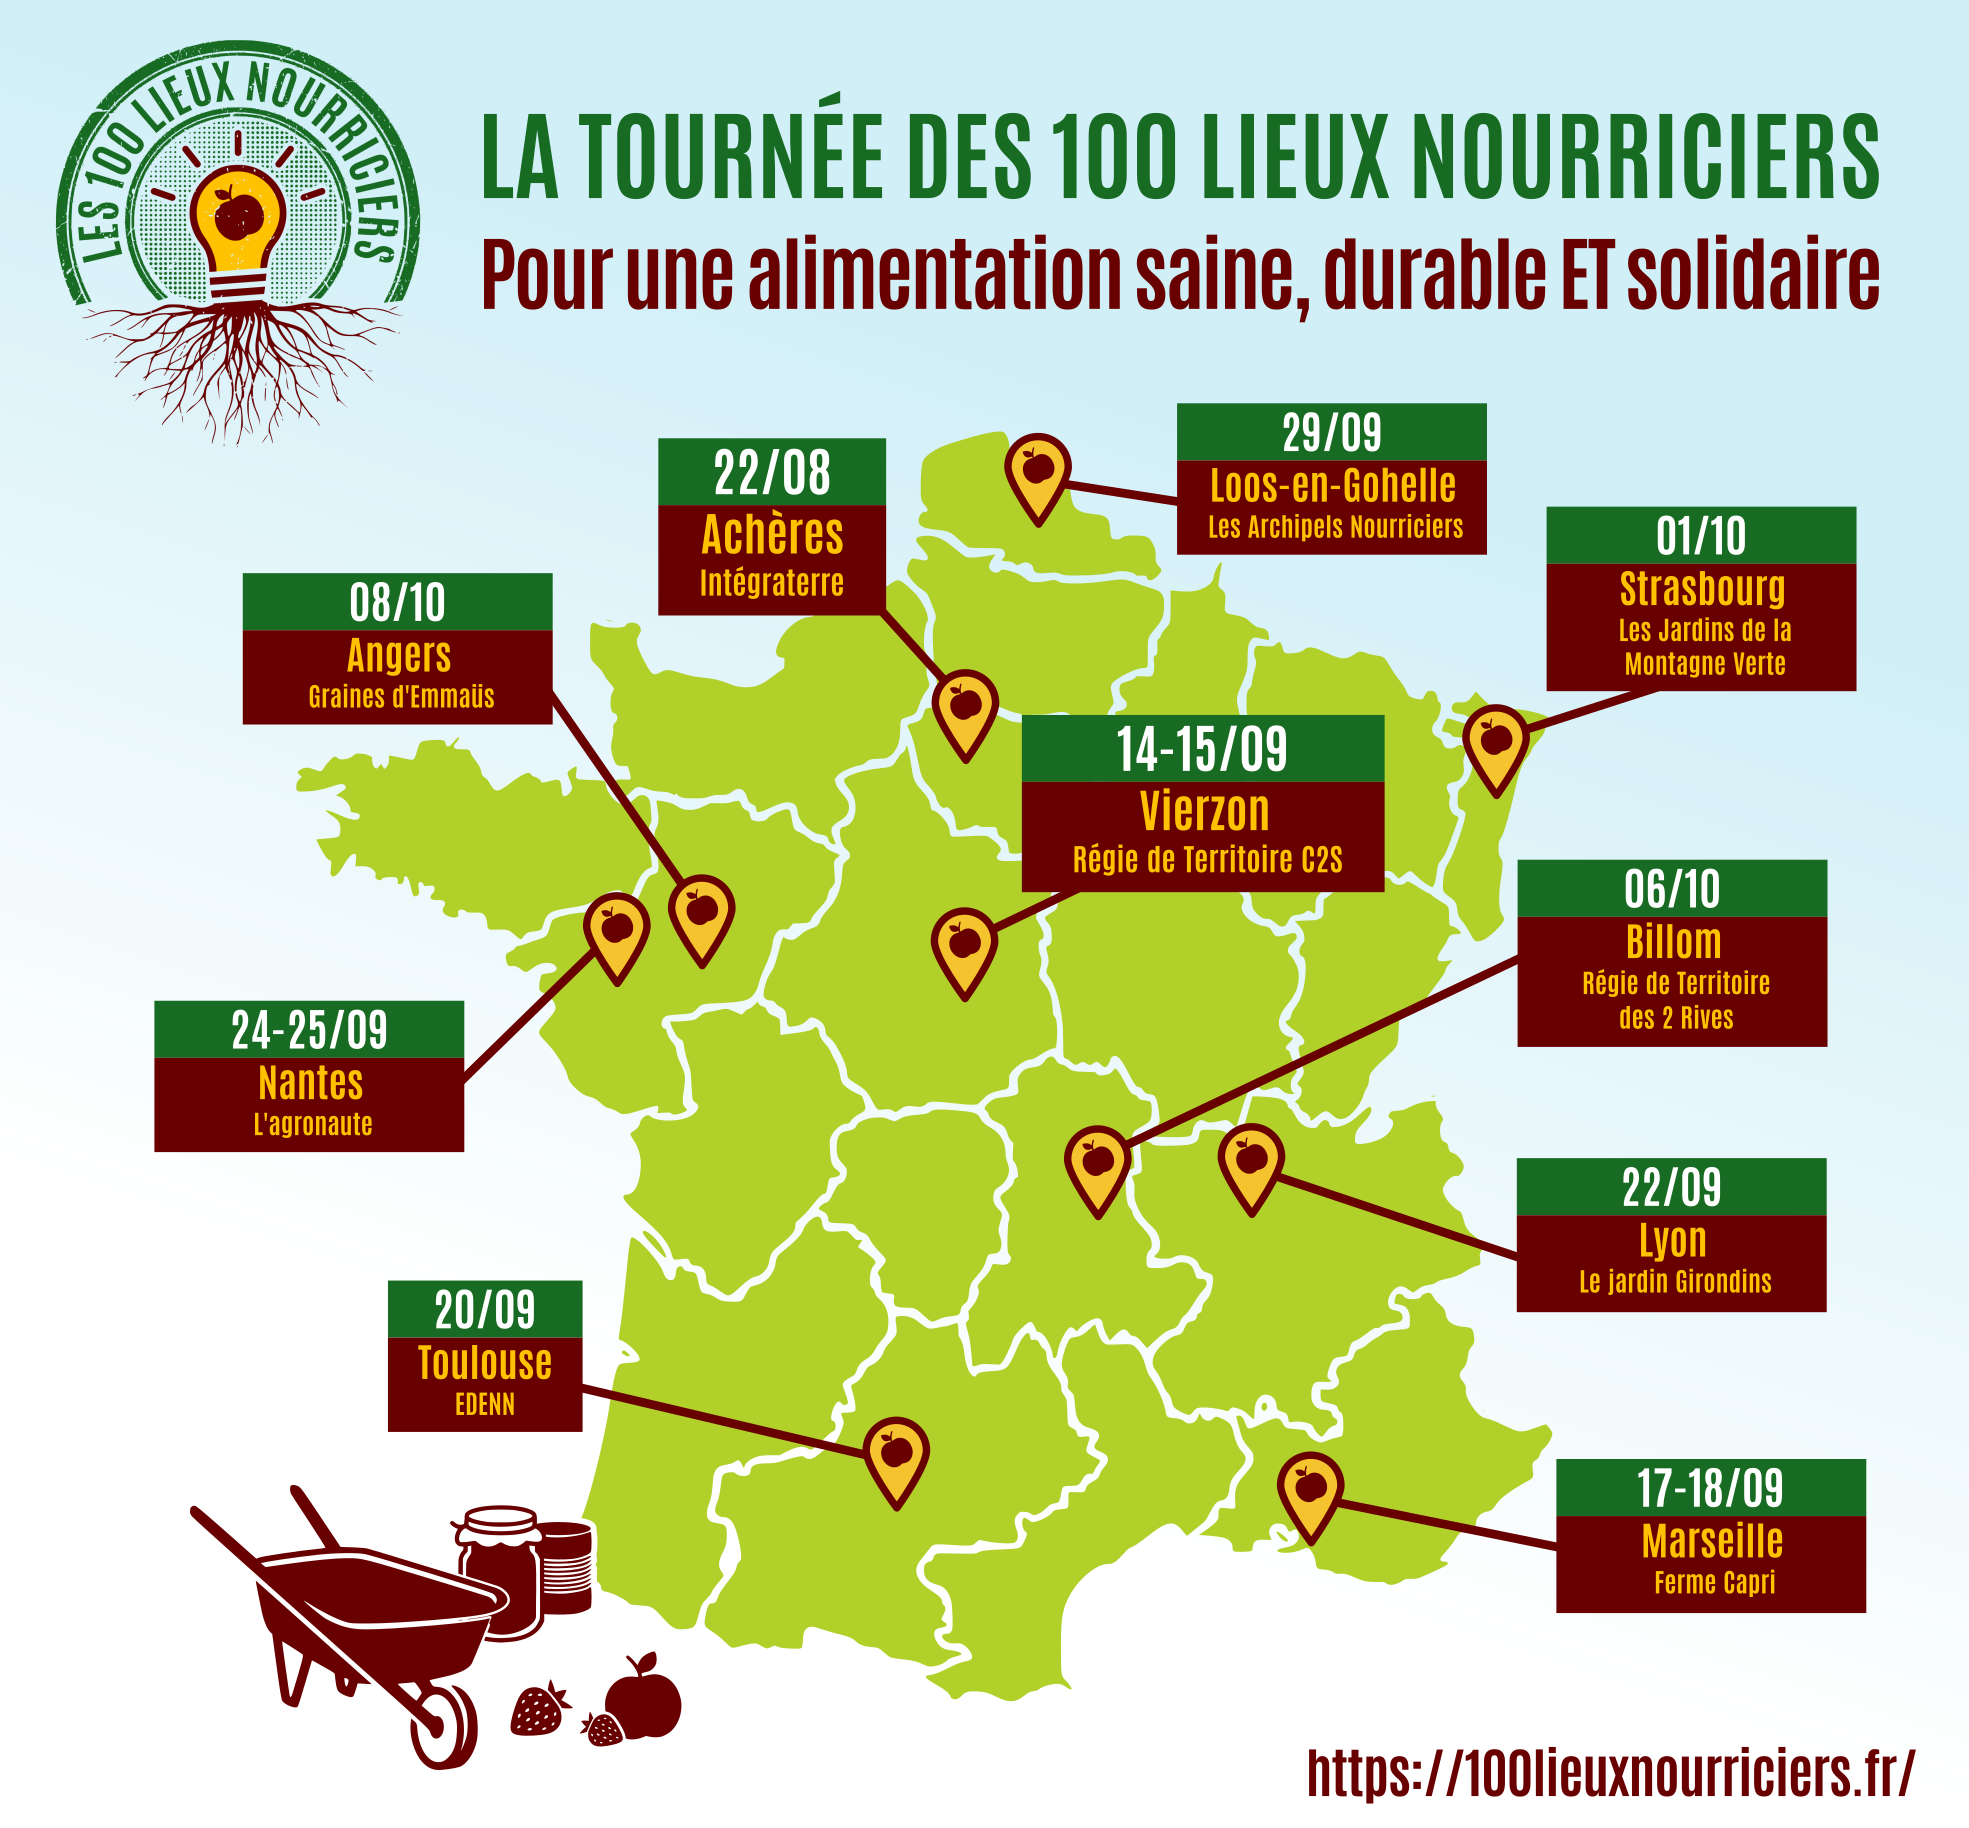 LES 100 LIEUX NOURRICIERS
LA TOURNÉE DES 100 LIEUX NOURRICIERS
Pour une alimentation saine, durable ET solidaire
29/09
Loos-en-Gohelle
Les Archipels Nourriciers
22/08
Achères
Intégraterre
01/10
Strasbourg
Les Jardins de la
Montagne Verte
08/10
Angers
Graines d'Emmaüs
14-15/09
Vierzon
Régie de Territoire C2S
06/10
Billom
Régie de Territoire
des 2 Rives
24-25/09
Nantes
L'agronaute
22/09
Lyon
Le jardin Girondins
20/09
Toulouse
EDENN
17-18/09
Marseille
Ferme Capri
https://100lieuxnourriciers.fr/